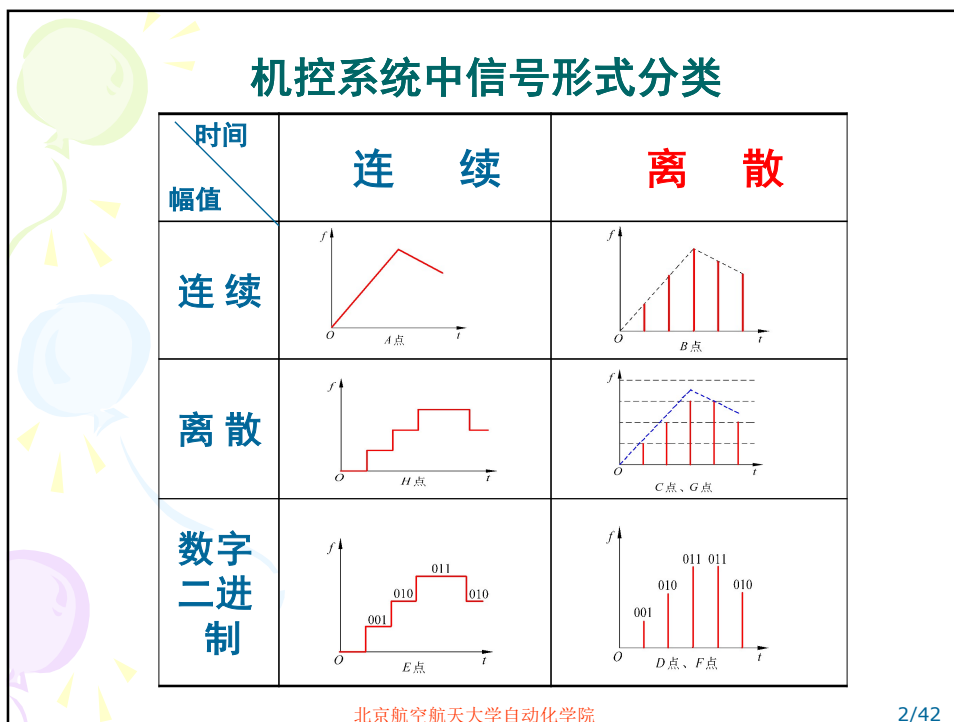 机控系统中信号形式分类
时间
幅值
连 续
离 散
连 续
f
O
A点
t
f
O
B点
t
离 散
f
O
H点
t
f
O
C点、G点
t
数字
二进
制
f
001
010
011
010
O
E点
t
f
001
010
011 011
010
O
D点、F点
t
北京航空航天大学自动化学院
2/42